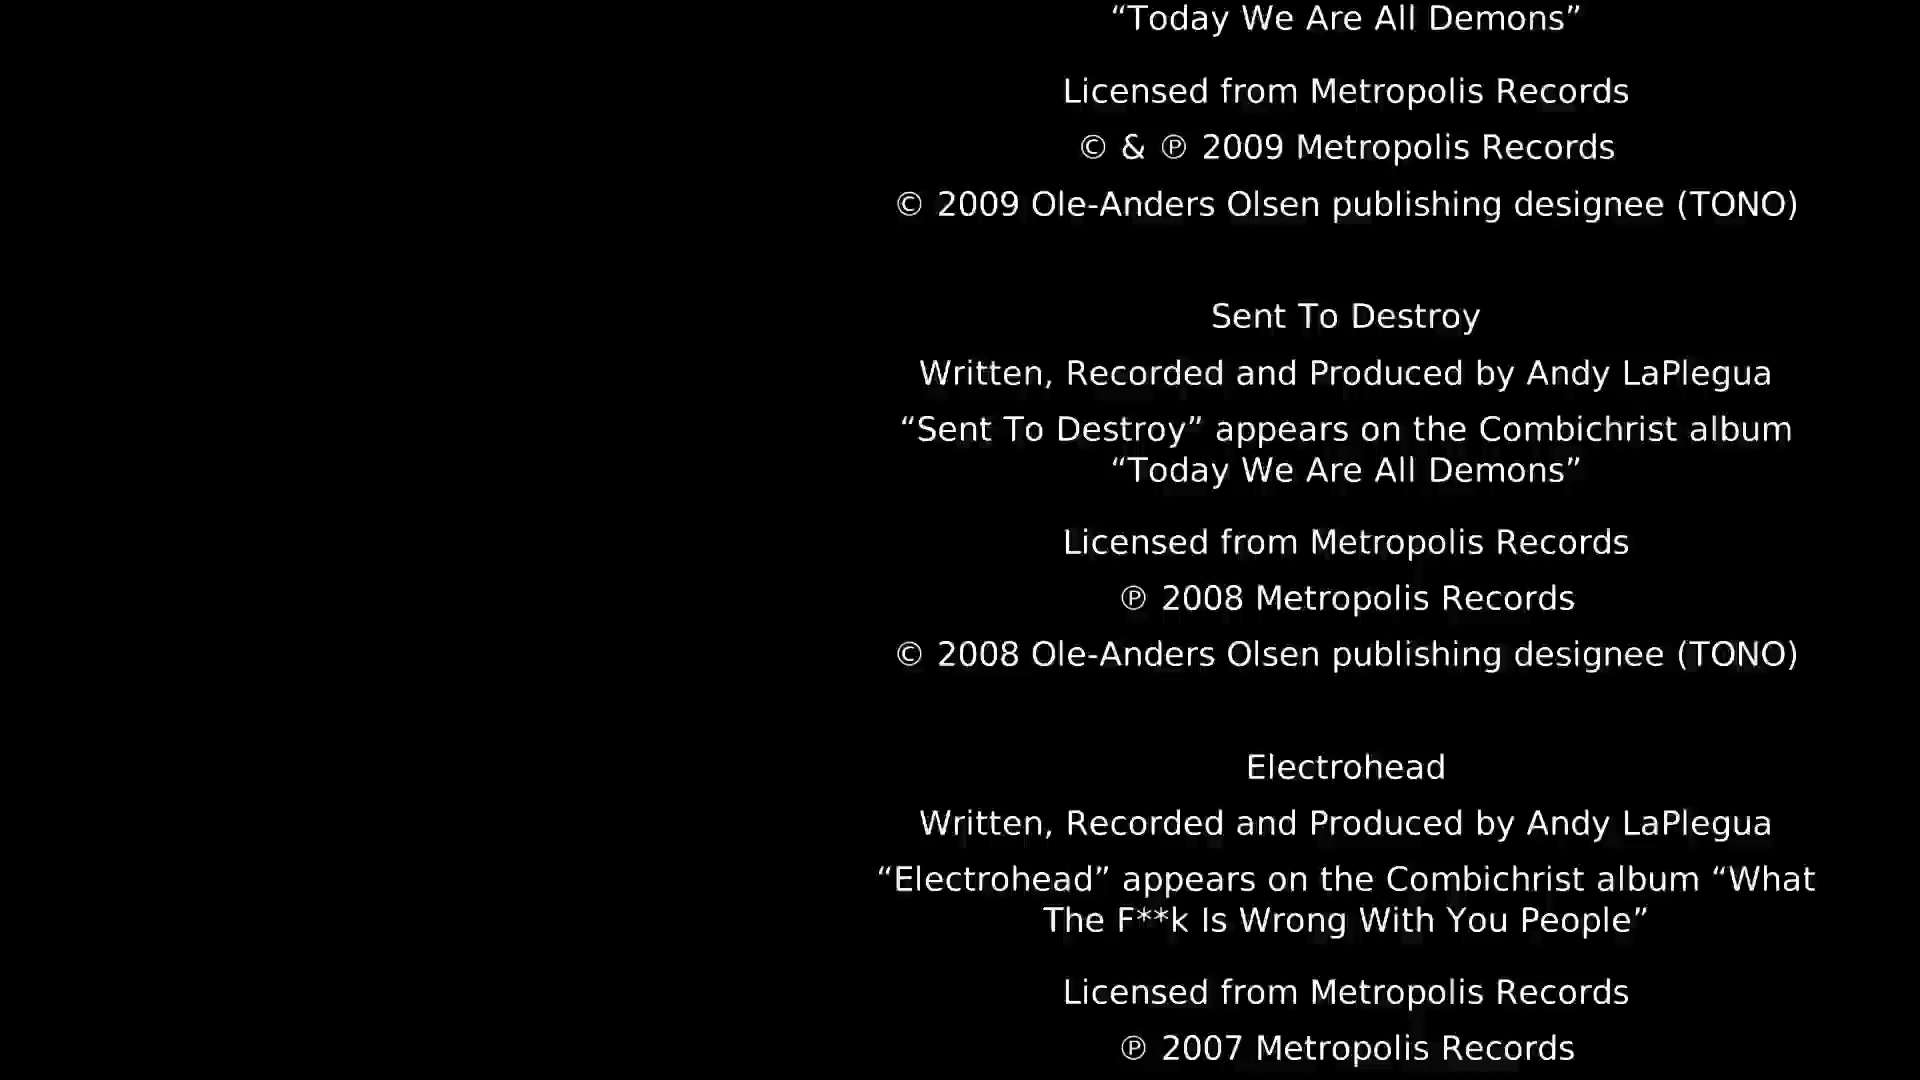 “Today We Are All Demons”
Licensed from Metropolis Records
© & ℗ 2009 Metropolis Records
© 2009 Ole-Anders Olsen publishing designee (TONO)
Sent To Destroy
Written, Recorded and Produced by Andy LaPlegua
“Sent To Destroy” appears on the Combichrist album
“Today We Are All Demons”
Licensed from Metropolis Records
℗ 2008 Metropolis Records
© 2008 Ole-Anders Olsen publishing designee (TONO)
Electrohead
Written, Recorded and Produced by Andy LaPlegua
“Electrohead” appears on the Combichrist album “What
The F**k Is Wrong With You People”
Licensed from Metropolis Records
℗ 2007 Metropolis Records